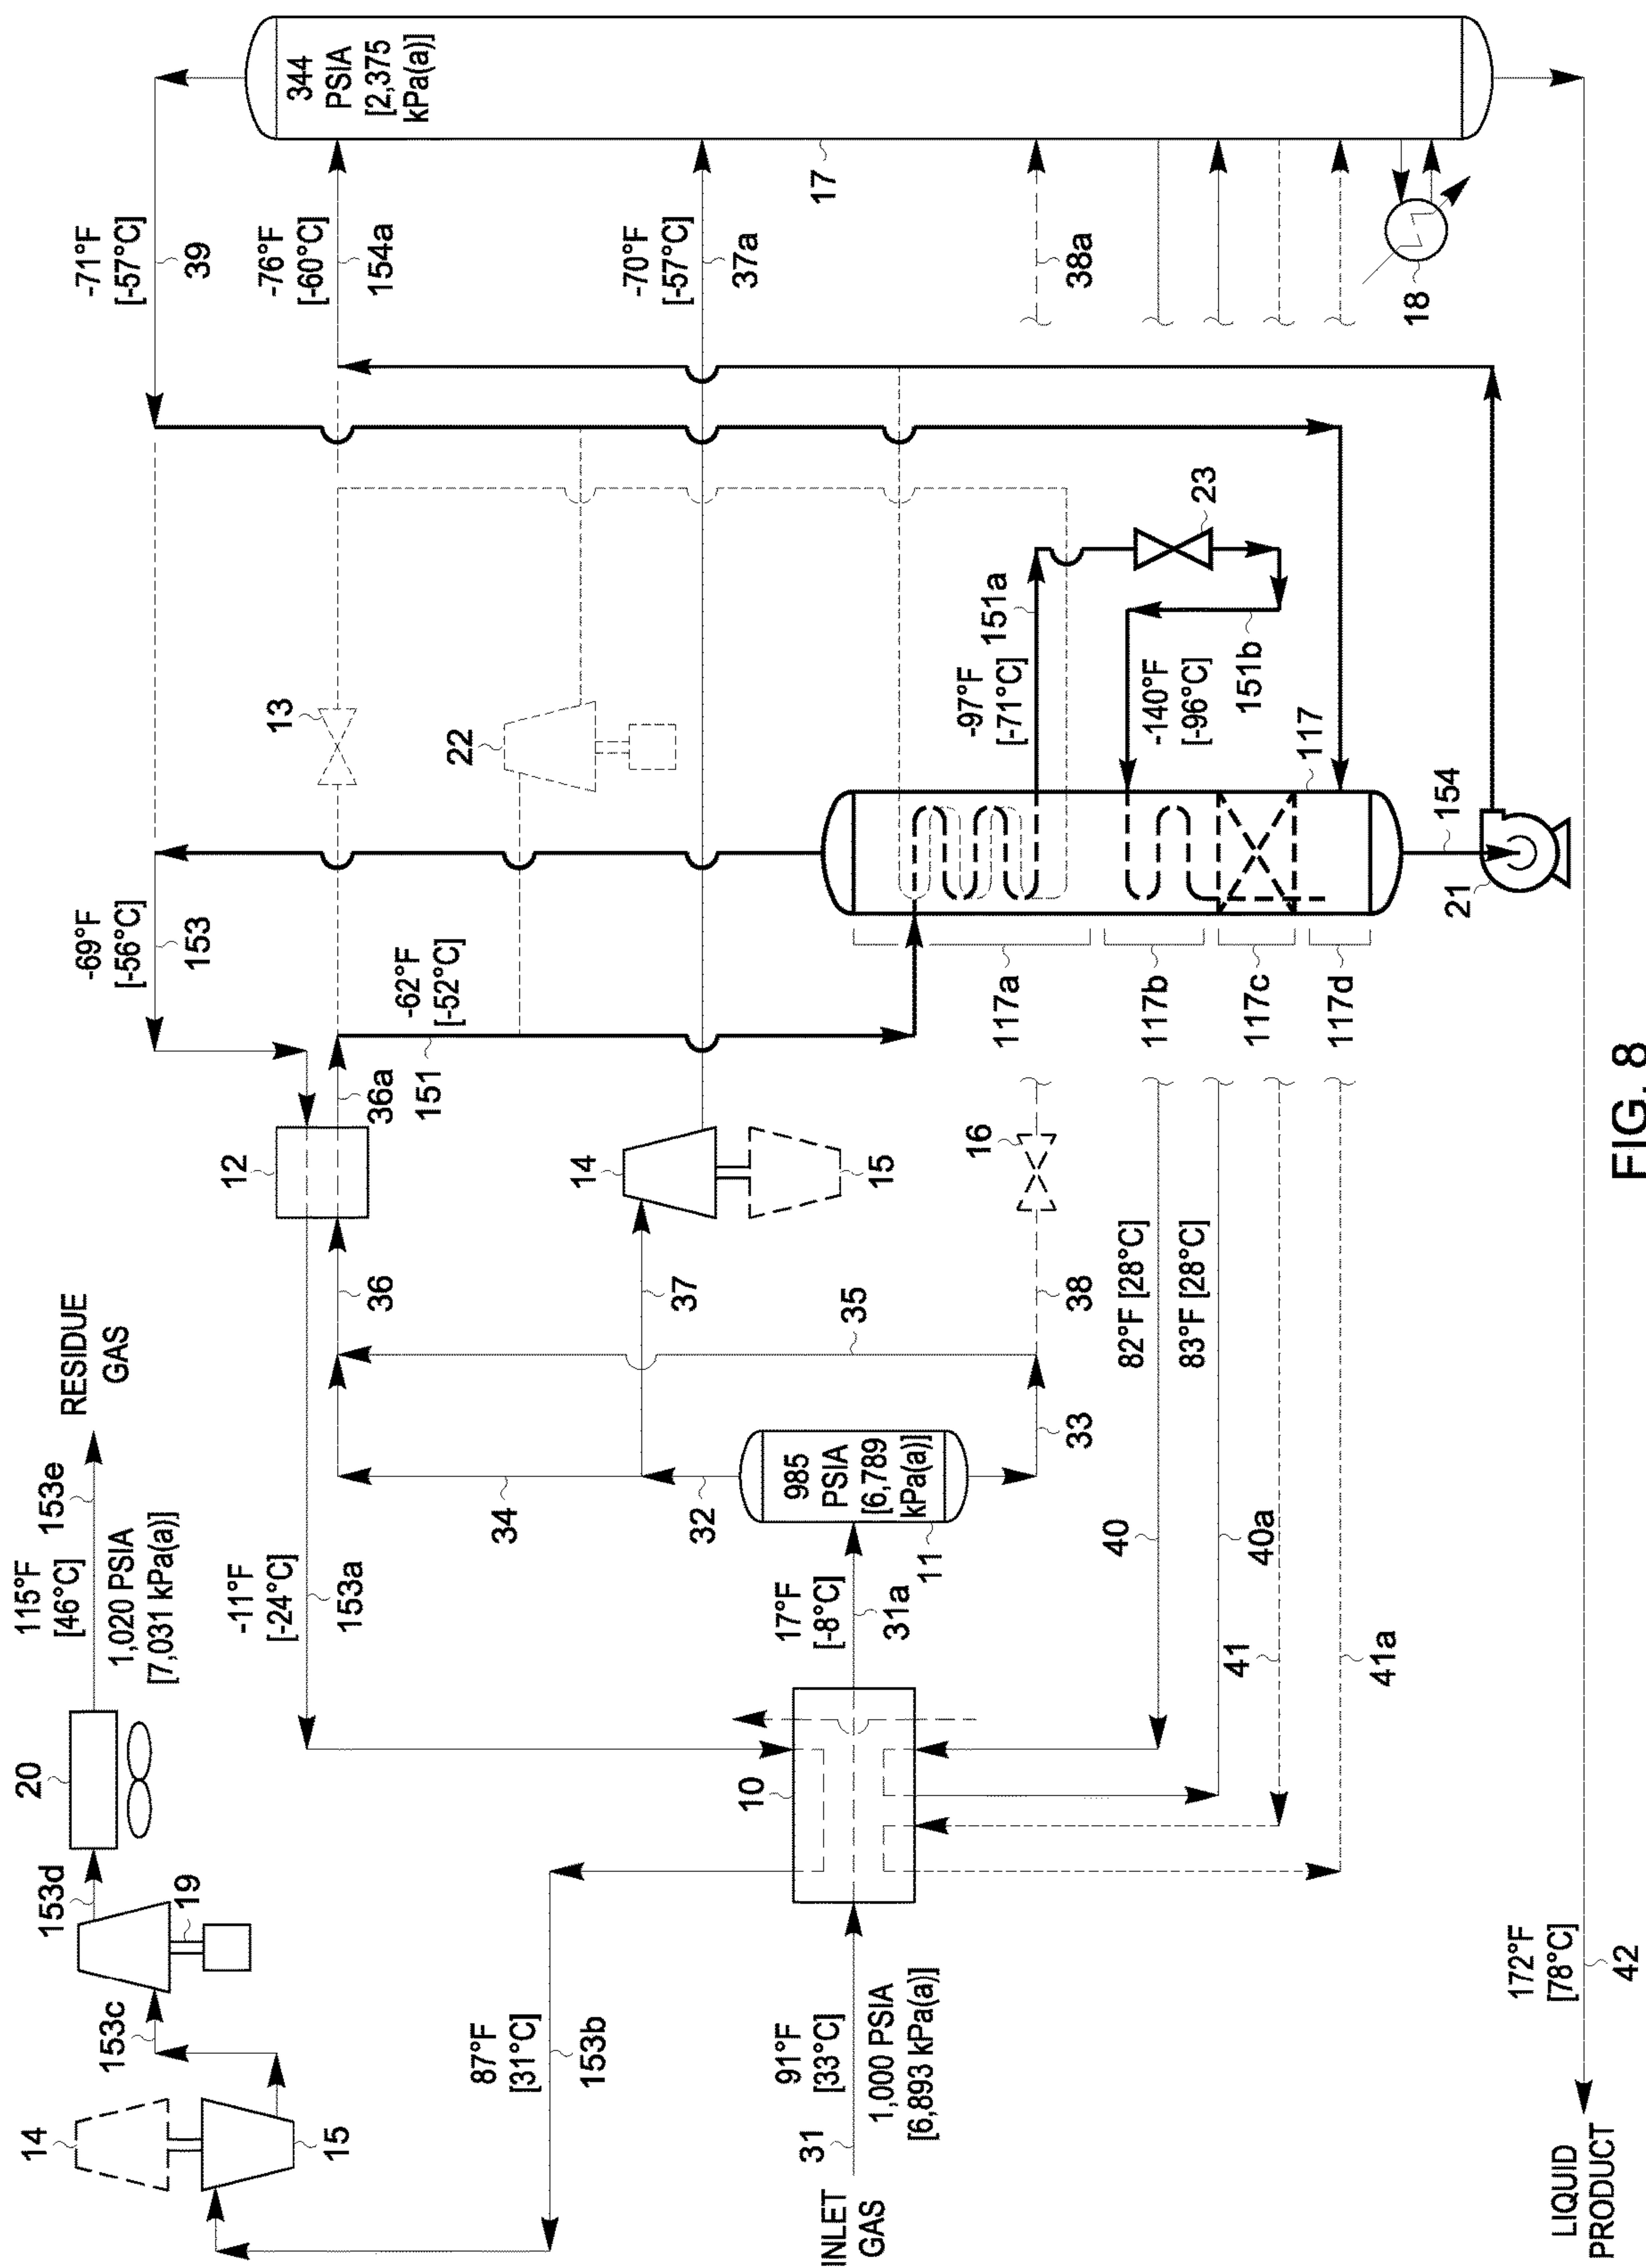 115°F
[46°C]
153e
1,020 PSIA
[7,031 kPa(a)]
RESIDUE
GAS
20
153d
19
153c
14
15
87°F
[31°C]
153b
-11°F
[-24°C]
153a
-69°F
[-56°C]
153
-71°F
[-57°C]
39
344
PSIA
[2,375
kPa(a)]
-76°F
[-60°C]
154a
12
36
36a
13
-62°F
[-52°C]
151
22
-70°F
[-57°C]
37a
17
34
37
14
15
35
32
985
PSIA
[6,789
kPa(a)]
11
33
38
16
38a
INLET
GAS
31
91°F
[33°C]
1,000 PSIA
[6,893 kPa(a)]
10
17°F
[-8°C]
31a
-97°F
[-71°C]
151a
23
-140°F
[-96°C]
151b
117
117a
117b
117c
117d
154
21
40
82°F [28°C]
40a
83°F [28°C]
41
41a
18
172°F
[78°C]
42
LIQUID
PRODUCT
FIG. 8